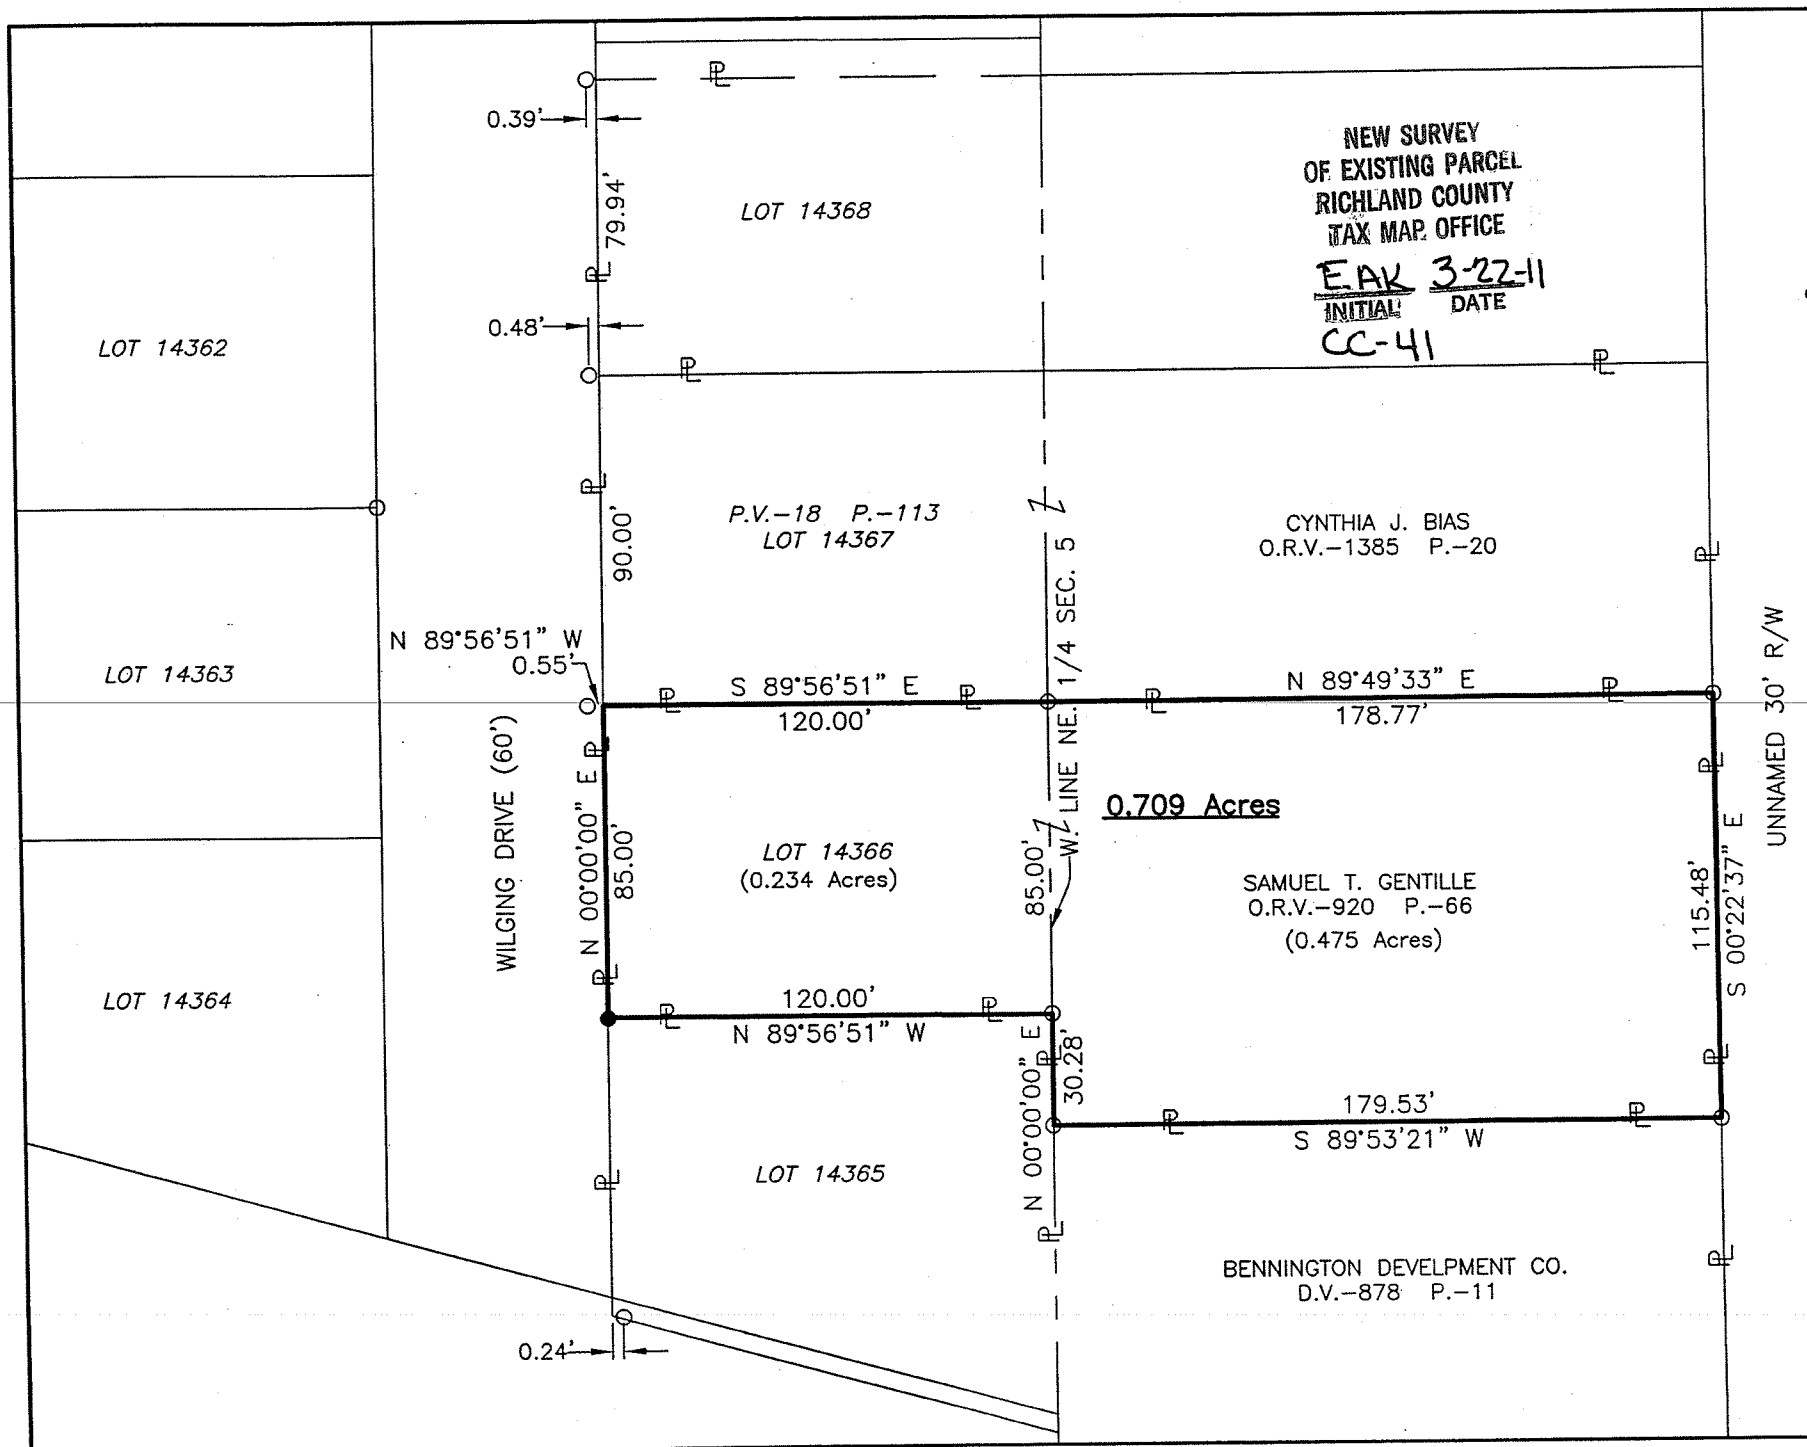 0.39'
79.94'
LOT 14368
NEW SURVEY
OF EXISTING PARCEL
RICHLAND COUNTY
TAX MAP OFFICE
EAK 3-22-11
INITIAL DATE
CC-41
0.48'
LOT 14362
90.00'
P.V.-18 P.-113
LOT 14367
W. LINE NE. 1/4 SEC. 5
CYNTHIA J. BIAS
O.R.V.-1385 P.-20
N 89°56'51" W
0.55'
LOT 14363
S 89°56'51" E
120.00'
N 89°49'33" E
178.77'
UNNAMED 30' R/W
WILGING DRIVE (60')
N 00°00'00" E
85.00'
LOT 14366
(0.234 Acres)
85.00'
0.709 Acres
SAMUEL T. GENTILLE
O.R.V.-920 P.-66
(0.475 Acres)
115.48'
S 00°22'37" E
LOT 14364
120.00'
N 89°56'51" W
N 00°00'00" E
30.28'
179.53'
S 89°53'21" W
LOT 14365
BENNINGTON DEVELPMENT CO.
D.V.-878 P.-11
0.24'